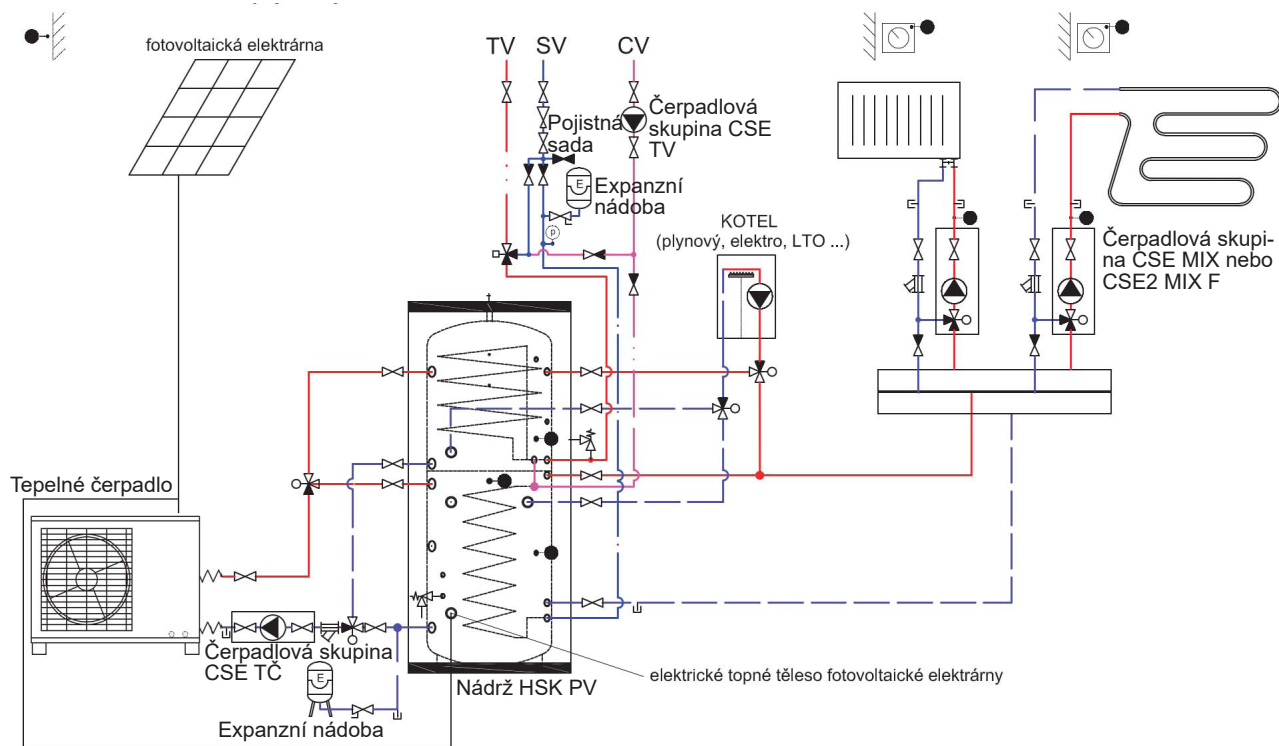 fotovoltaická elektrárna
TV
SV
CV
Čerpadlová
skupina CSE
TV
Pojistná
sada
E
Expanzní
nádoba
p
KOTEL
(plynový, elektro, LTO ...)
Čerpadlová skupi-
na CSE MIX nebo
CSE2 MIX F
Tepelné čerpadlo
Čerpadlová skupina
CSE TČ
E
Expanzní nádoba
Nádrž HSK PV
elektrické topné těleso fotovoltaické elektrárny